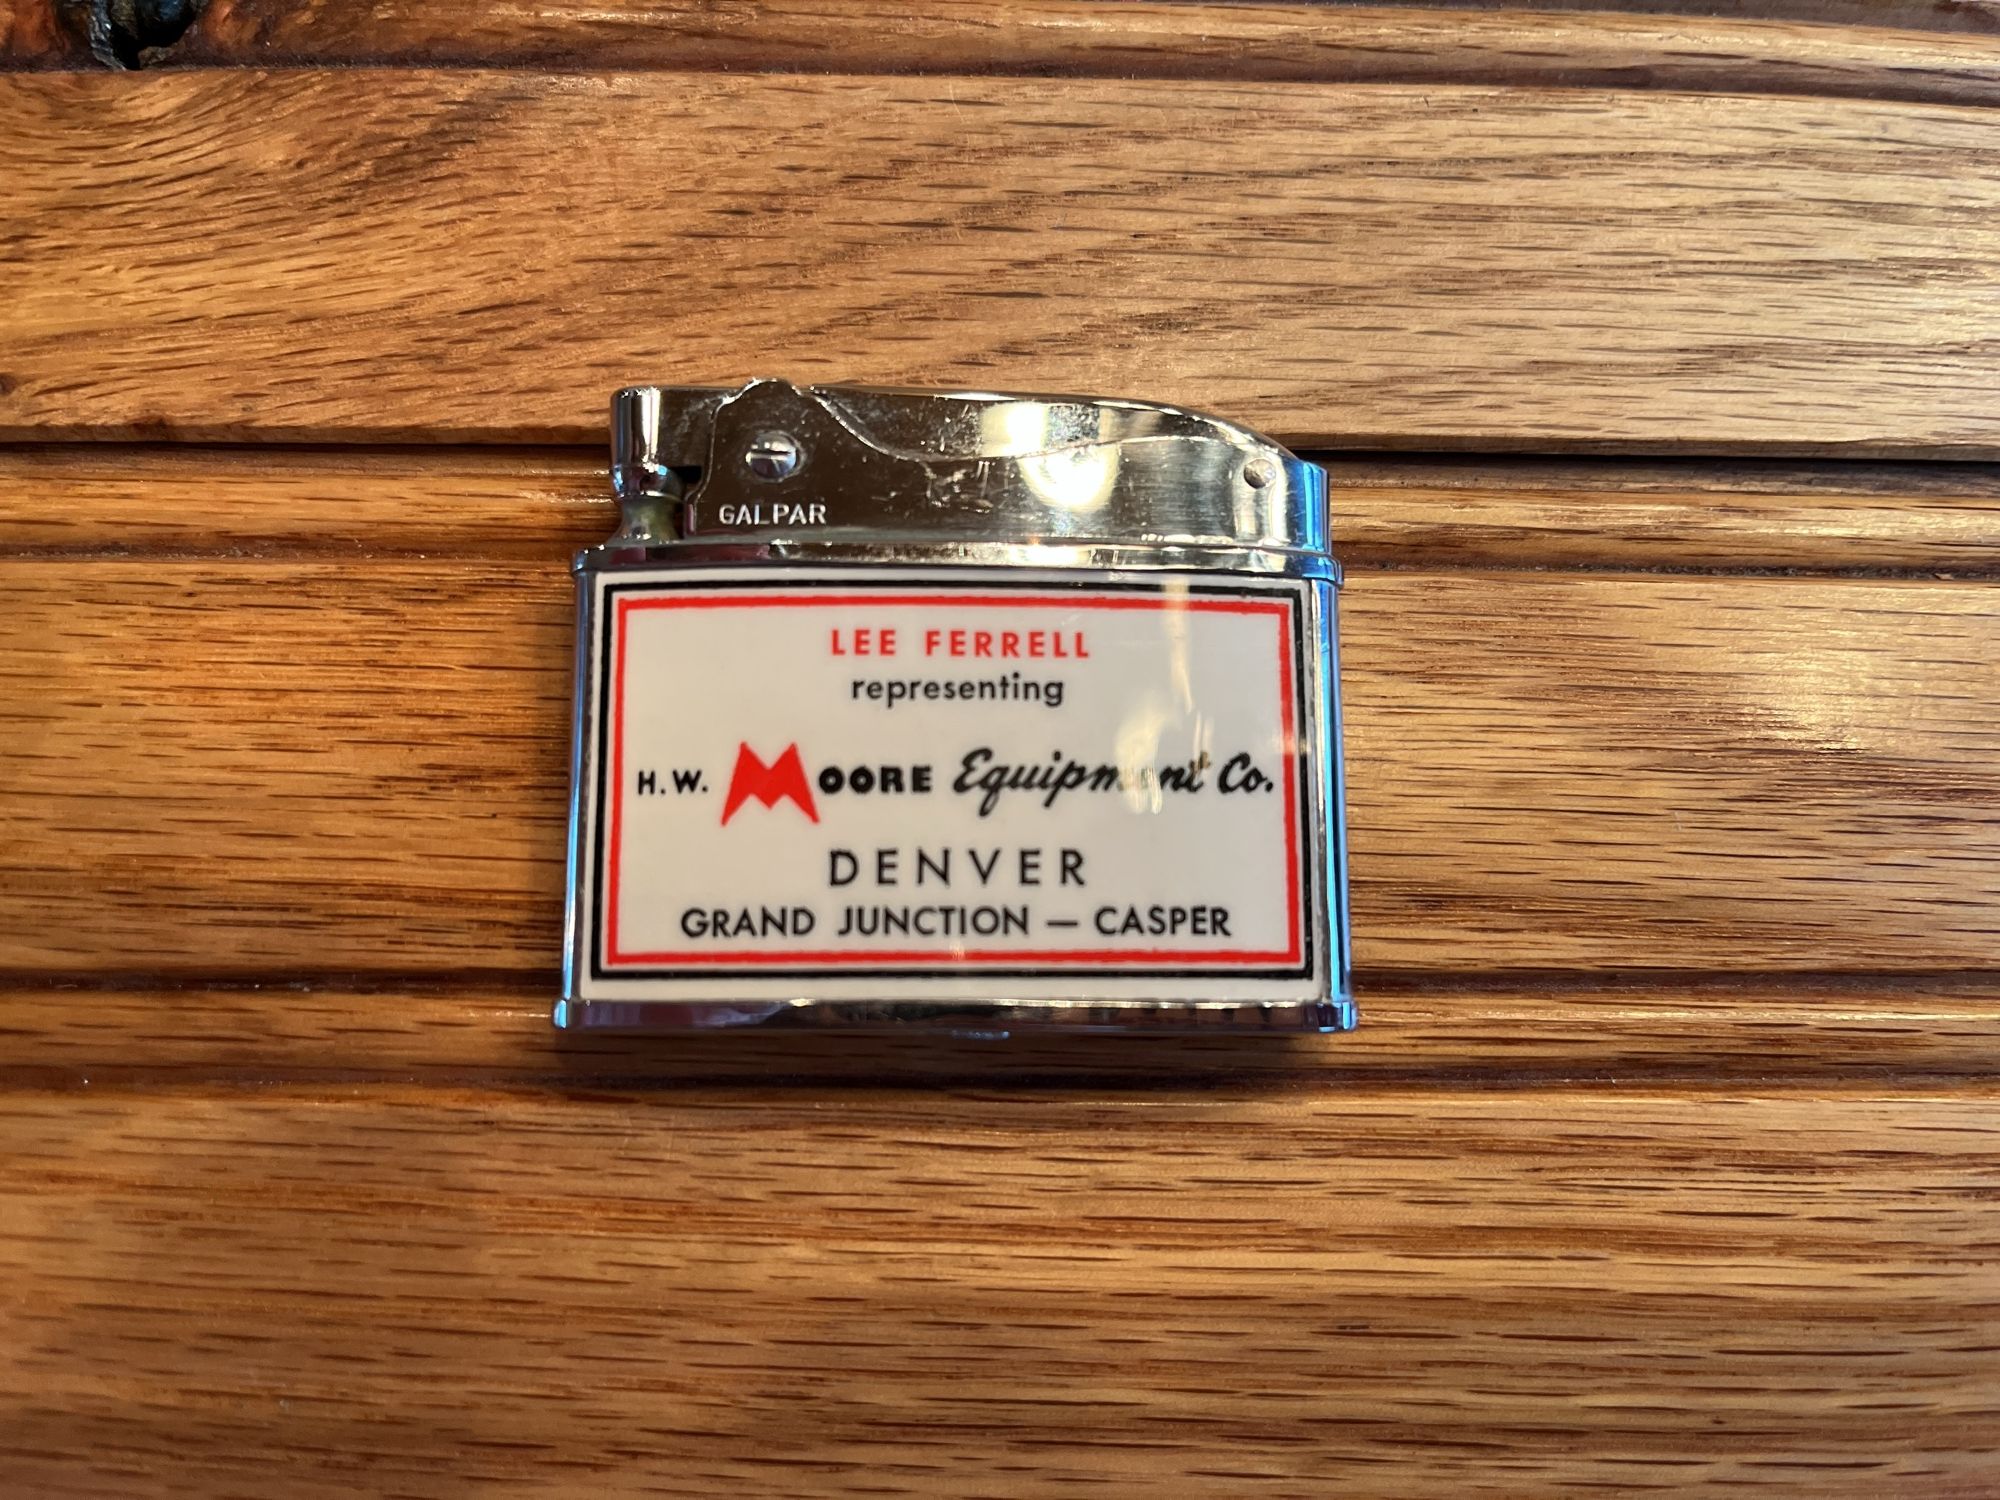 GALPAR
LEE FERRELL
representing
H.W. MOORE Equipment Co.
DENVER
GRAND JUNCTION — CASPER